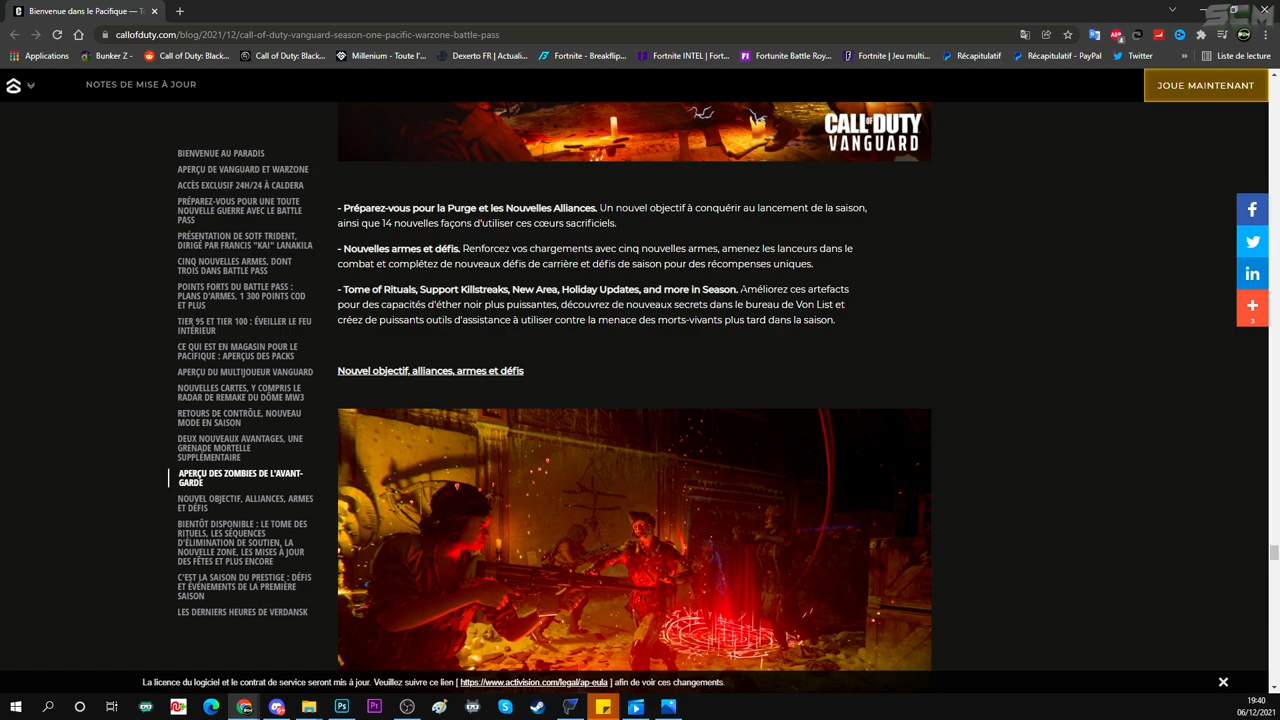 Bienvenue dans le Pacifique — Te
SCM
callofduty.com/blog/2021/12/call-of-duty-vanguard-season-one-pacific-warzone-battle-pass
Applications
Bunker Z -
Call of Duty: Black...
Call of Duty: Black...
Millenium - Toute l'...
Dexerto FR | Actuali...
Fortnite - Breakflip...
Fortnite INTEL | Fort...
Fortunite Battle Roy...
Fortnite | Jeu multi...
Récapitulatif
Récapitulatif - PayPal
Twitter
»
Liste de lecture
NOTES DE MISE À JOUR
JOUE MAINTENANT
CALL OF DUTY
VANGUARD
BIENVENUE AU PARADIS
APERÇU DE VANGUARD ET WARZONE
ACCÈS EXCLUSIF 24H/24 À CALDERA
PRÉPAREZ-VOUS POUR UNE TOUTE
NOUVELLE GUERRE AVEC LE BATTLE
PASS
PRÉSENTATION DE SOTF TRIDENT,
DIRIGÉ PAR FRANCIS "KAI" LANAKILA
CINQ NOUVELLES ARMES, DONT
TROIS DANS BATTLE PASS
POINTS FORTS DU BATTLE PASS :
PLANS D'ARMES, 1 300 POINTS COD
ET PLUS
TIER 95 ET TIER 100 : ÉVEILLER LE FEU
INTÉRIEUR
CE QUI EST EN MAGASIN POUR LE
PACIFIQUE : APERÇUS DES PACKS
APERÇU DU MULTIJOUEUR VANGUARD
NOUVELLES CARTES, Y COMPRIS LE
RADAR DE REMAKE DU DÔME MW3
RETOURS DE CONTRÔLE, NOUVEAU
MODE EN SAISON
DEUX NOUVEAUX AVANTAGES, UNE
GRENADE MORTELLE
SUPPLÉMENTAIRE
APERÇU DES ZOMBIES DE L'AVANT-
GARDE
NOUVEL OBJECTIF, ALLIANCES, ARMES
ET DÉFIS
BIENTÔT DISPONIBLE : LE TOME DES
RITUELS, LES SÉQUENCES
D'ÉLIMINATION DE SOUTIEN, LA
NOUVELLE ZONE, LES MISES À JOUR
DES FÊTES ET PLUS ENCORE
C'EST LA SAISON DU PRESTIGE : DÉFIS
ET ÉVÉNEMENTS DE LA PREMIÈRE
SAISON
LES DERNIERS HEURES DE VERDANSK
- Préparez-vous pour la Purge et les Nouvelles Alliances. Un nouvel objectif à conquérir au lancement de la saison,
ainsi que 14 nouvelles façons d'utiliser ces cœurs sacrificiels.
- Nouvelles armes et défis. Renforcez vos chargements avec cinq nouvelles armes, amenez les lanceurs dans le
combat et complétez de nouveaux défis de carrière et défis de saison pour des récompenses uniques.
- Tome of Rituals, Support Killstreaks, New Area, Holiday Updates, and more in Season. Améliorez ces artefacts
pour des capacités d'éther noir plus puissantes, découvrez de nouveaux secrets dans le bureau de Von List et
créez de puissants outils d'assistance à utiliser contre la menace des morts-vivants plus tard dans la saison.
Nouvel objectif, alliances, armes et défis
3
La licence du logiciel et le contrat de service seront mis à jour. Veuillez suivre ce lien [ https://www.activision.com/legal/ap-eula ] afin de voir ces changements.
19:40
06/12/2021